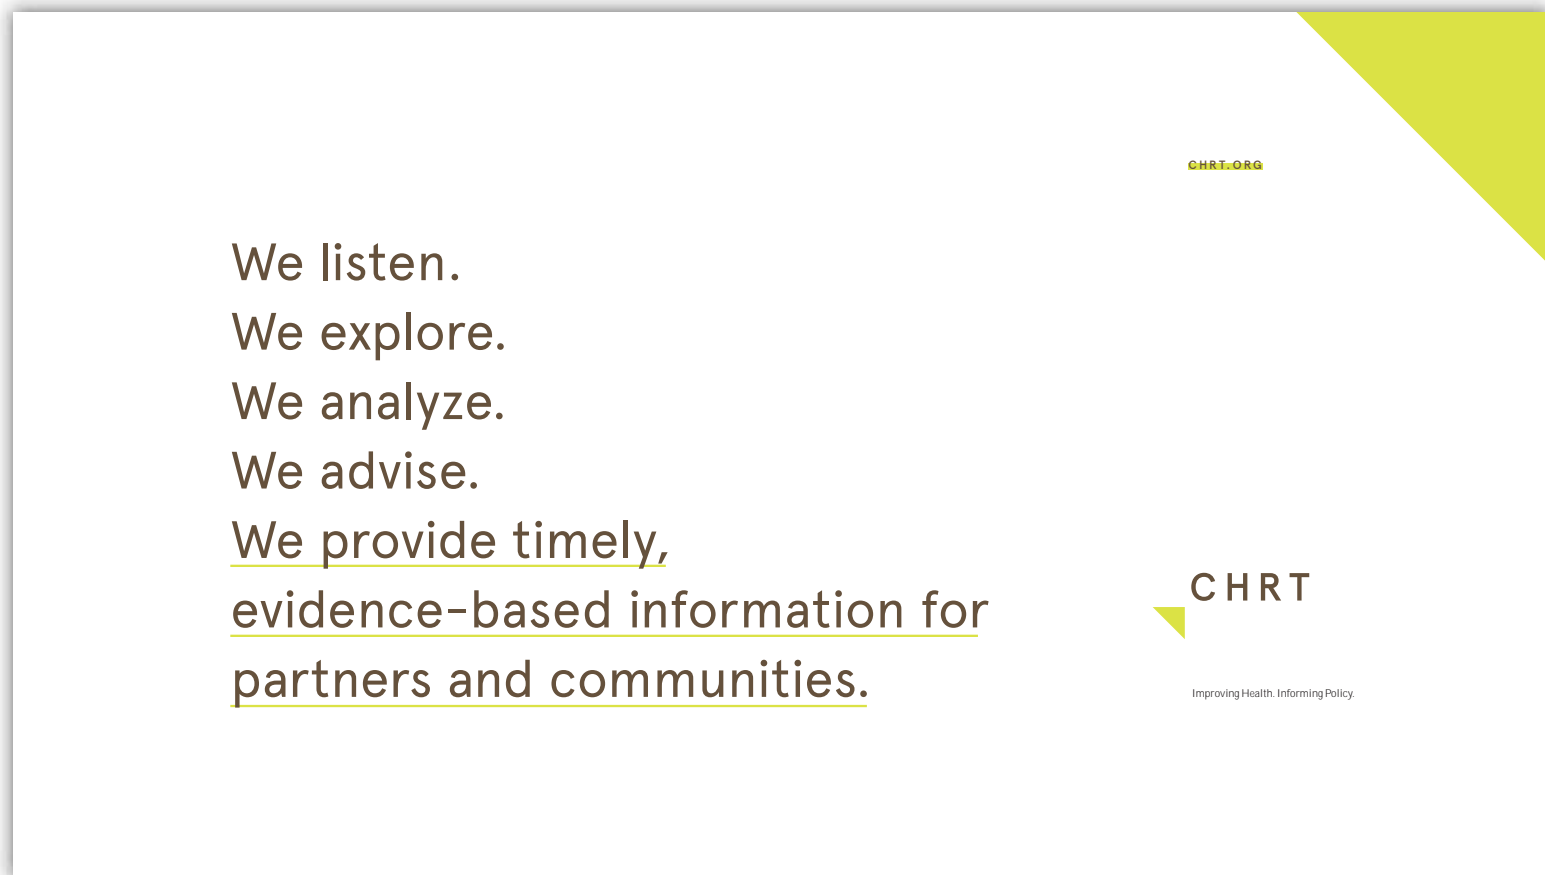 CHRT.ORG
We listen.
We explore.
We analyze.
We advise.
We provide timely,
evidence-based information for
partners and communities.
CHRT
Improving Health. Informing Policy.